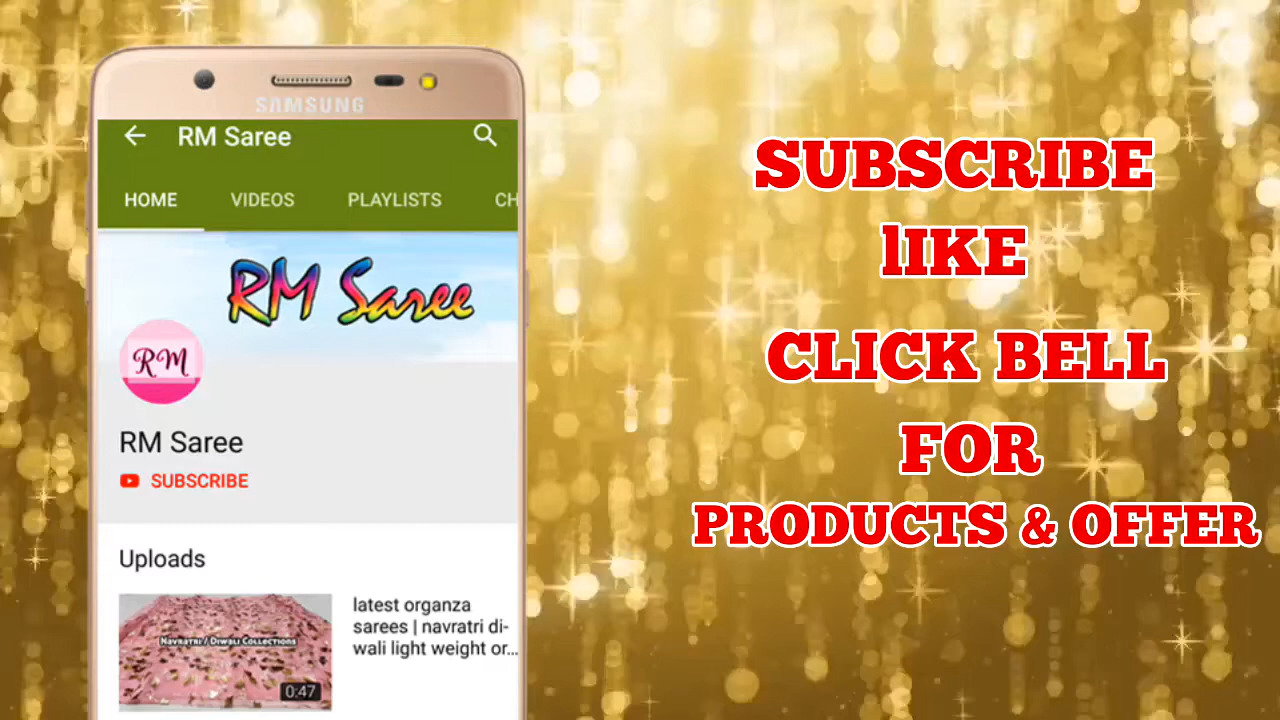 SAMSUNG
RM Saree
HOME VIDEOS PLAYLISTS CH
RM Saree
RM
RM Saree
SUBSCRIBE
Uploads
Navratri / Diwali Collections
0:47
latest organza
sarees | navratri di-
wali light weight or...
SUBSCRIBE
lIKE
CLICK BELL
FOR
PRODUCTS & OFFER